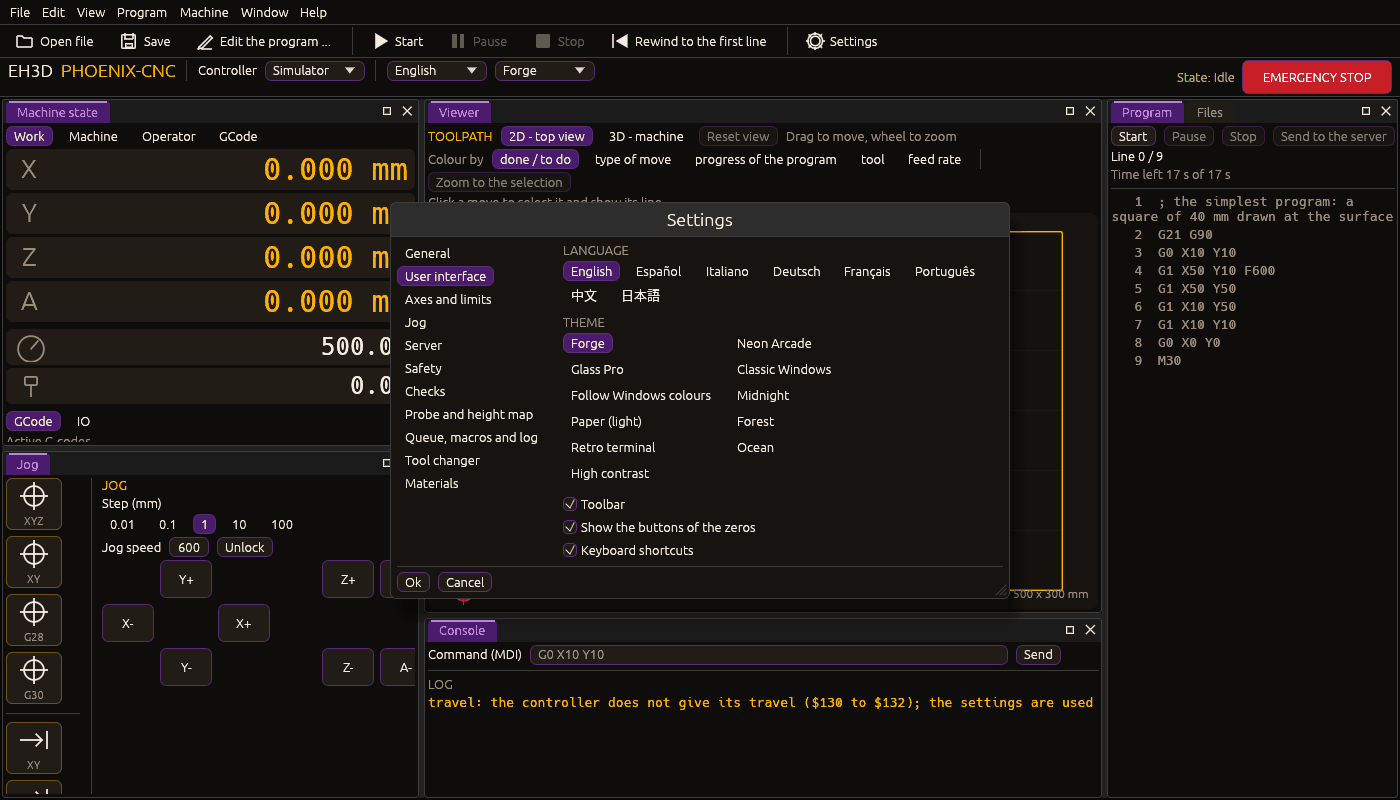 File Edit View Program Machine Window Help
Open file Save Edit the program ... Start Pause Stop Rewind to the first line Settings
EH3D PHOENIX-CNC Controller Simulator English Forge State: Idle EMERGENCY STOP
Machine state
Work Machine Operator GCode
X 0.000 mm
Y 0.000 m
Z 0.000 m
A 0.000 m
500.0
0.0
GCode IO
Active G-codes
Jog
XYZ
XY
G28
G30
XY
JOG
Step (mm)
0.01 0.1 1 10 100
Jog speed 600 Unlock
Y+ Z+
X- X+
Y- Z- A-
Viewer
TOOLPATH 2D - top view 3D - machine Reset view Drag to move, wheel to zoom
Colour by done / to do type of move progress of the program tool feed rate
Zoom to the selection
Click a move to select it and show its line
500 x 300 mm
Settings
General
User interface
Axes and limits
Jog
Server
Safety
Checks
Probe and height map
Queue, macros and log
Tool changer
Materials
LANGUAGE
English Español Italiano Deutsch Français Português
中文 日本語
THEME
Forge Neon Arcade
Glass Pro Classic Windows
Follow Windows colours Midnight
Paper (light) Forest
Retro terminal Ocean
High contrast
Toolbar
Show the buttons of the zeros
Keyboard shortcuts
Ok Cancel
Console
Command (MDI) G0 X10 Y10 Send
LOG
travel: the controller does not give its travel ($130 to $132); the settings are used
Program Files
Start Pause Stop Send to the server
Line 0 / 9
Time left 17 s of 17 s
1 ; the simplest program: a
square of 40 mm drawn at the surface
2 G21 G90
3 G0 X10 Y10
4 G1 X50 Y10 F600
5 G1 X50 Y50
6 G1 X10 Y50
7 G1 X10 Y10
8 G0 X0 Y0
9 M30